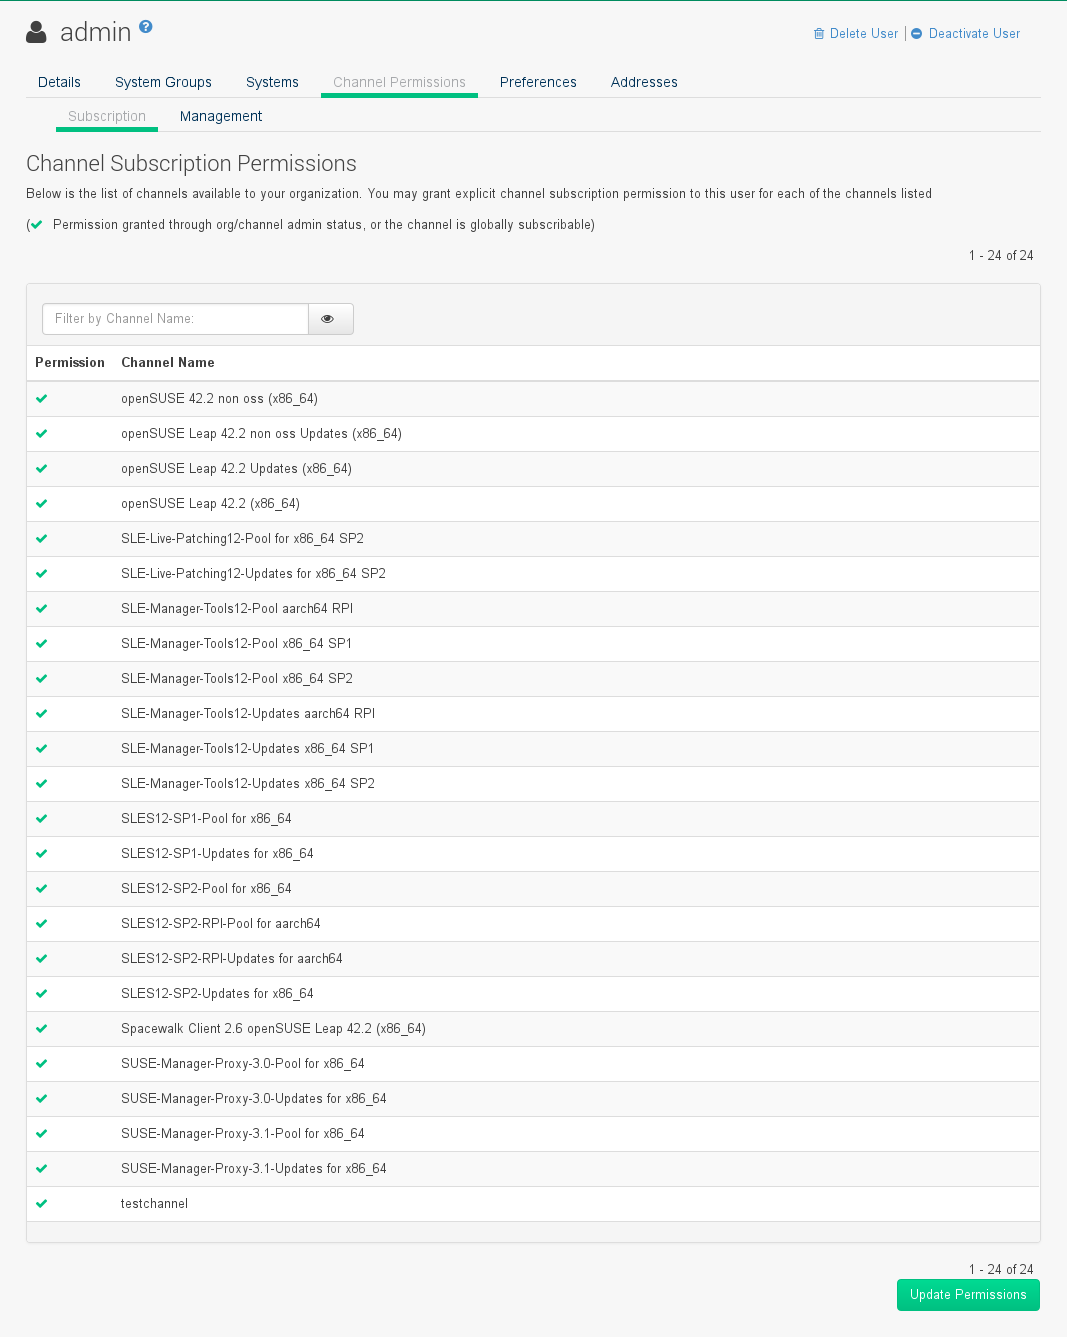 admin
Delete User | Deactivate User
Details System Groups Systems Channel Permissions Preferences Addresses
Subscription Management
Channel Subscription Permissions
Below is the list of channels available to your organization. You may grant explicit channel subscription permission to this user for each of the channels listed
(✔ Permission granted through org/channel admin status, or the channel is globally subscribable)
1 - 24 of 24
Filter by Channel Name:
Permission Channel Name
openSUSE 42.2 non oss (x86_64)
openSUSE Leap 42.2 non oss Updates (x86_64)
openSUSE Leap 42.2 Updates (x86_64)
openSUSE Leap 42.2 (x86_64)
SLE-Live-Patching12-Pool for x86_64 SP2
SLE-Live-Patching12-Updates for x86_64 SP2
SLE-Manager-Tools12-Pool aarch64 RPI
SLE-Manager-Tools12-Pool x86_64 SP1
SLE-Manager-Tools12-Pool x86_64 SP2
SLE-Manager-Tools12-Updates aarch64 RPI
SLE-Manager-Tools12-Updates x86_64 SP1
SLE-Manager-Tools12-Updates x86_64 SP2
SLES12-SP1-Pool for x86_64
SLES12-SP1-Updates for x86_64
SLES12-SP2-Pool for x86_64
SLES12-SP2-RPI-Pool for aarch64
SLES12-SP2-RPI-Updates for aarch64
SLES12-SP2-Updates for x86_64
Spacewalk Client 2.6 openSUSE Leap 42.2 (x86_64)
SUSE-Manager-Proxy-3.0-Pool for x86_64
SUSE-Manager-Proxy-3.0-Updates for x86_64
SUSE-Manager-Proxy-3.1-Pool for x86_64
SUSE-Manager-Proxy-3.1-Updates for x86_64
testchannel
1 - 24 of 24
Update Permissions